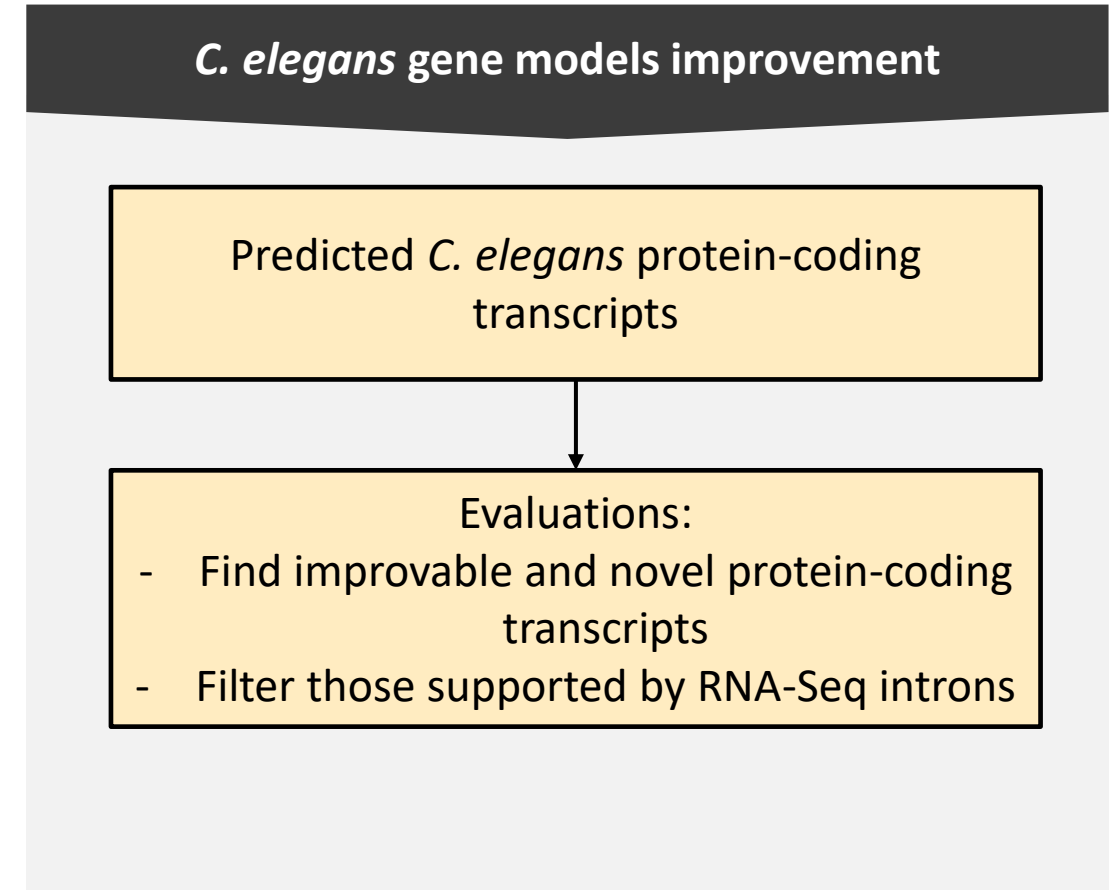 C. elegans gene models improvement
Predicted C. elegans protein-coding
transcripts
Evaluations:
- Find improvable and novel protein-coding
transcripts
- Filter those supported by RNA-Seq introns